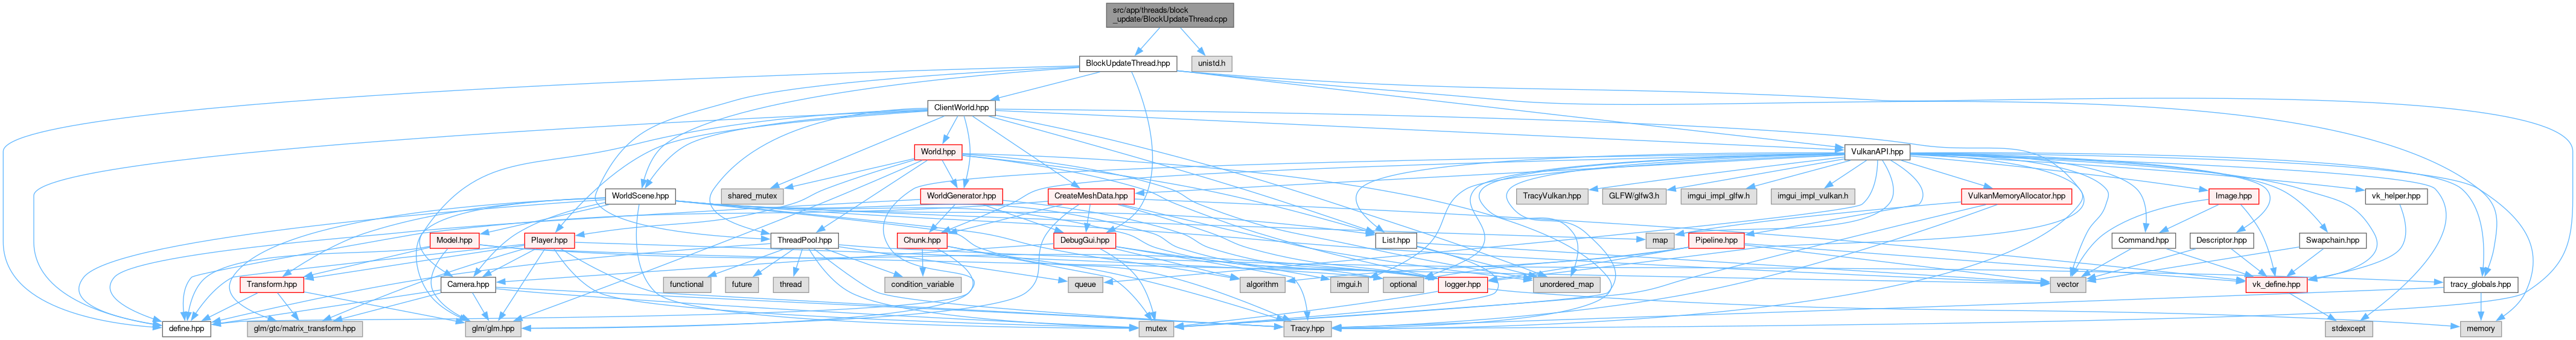 src/app/threads/block
_update/BlockUpdateThread.cpp
BlockUpdateThread.hpp
unistd.h
ClientWorld.hpp
World.hpp
VulkanAPI.hpp
shared_mutex
WorldScene.hpp
WorldGenerator.hpp
CreateMeshData.hpp
TracyVulkan.hpp
GLFW/glfw3.h
imgui_impl_glfw.h
imgui_impl_vulkan.h
VulkanMemoryAllocator.hpp
Image.hpp
vk_helper.hpp
Model.hpp
Player.hpp
ThreadPool.hpp
Chunk.hpp
DebugGui.hpp
List.hpp
map
Pipeline.hpp
Command.hpp
Descriptor.hpp
Swapchain.hpp
Transform.hpp
Camera.hpp
functional
future
thread
condition_variable
queue
algorithm
imgui.h
optional
logger.hpp
unordered_map
vector
vk_define.hpp
tracy_globals.hpp
define.hpp
glm/gtc/matrix_transform.hpp
glm/glm.hpp
mutex
Tracy.hpp
stdexcept
memory